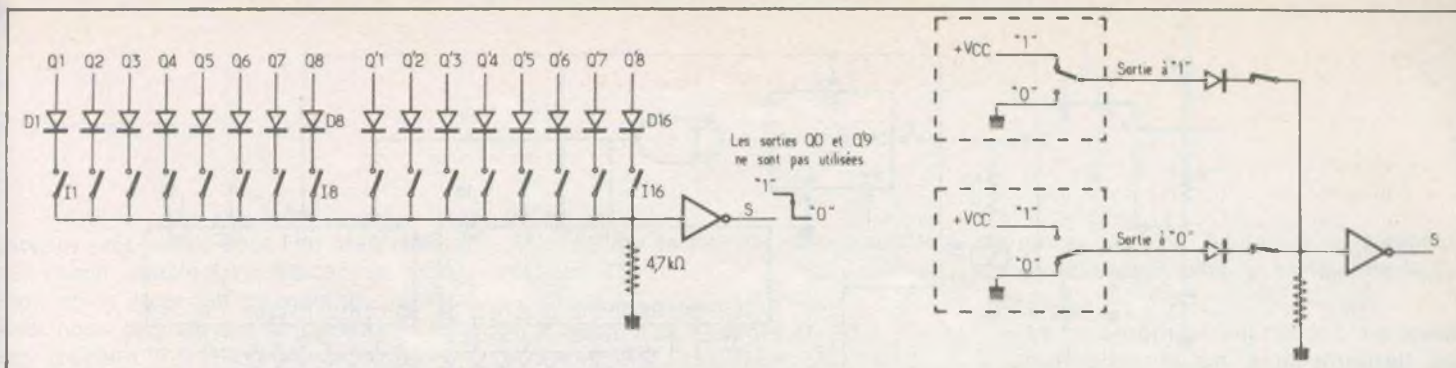 Q1 Q2 Q3 Q4 Q5 Q6 Q7 Q8 Q'1 Q'2 Q'3 Q'4 Q'5 Q'6 Q'7 Q'8
D1 D8 D16
I1 I8 I16
Les sorties Q0 et Q'9
ne sont pas utilisées
"1"
S
"0"
4,7kΩ
"1"
+VCC
Sortie à "1"
"0"
"1"
+VCC
Sortie à "0"
"0"
S